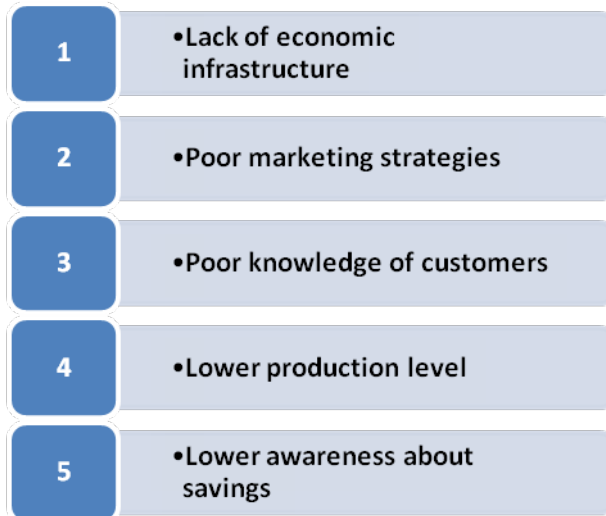 1
•Lack of economic
infrastructure
2
•Poor marketing strategies
3
•Poor knowledge of customers
4
•Lower production level
5
•Lower awareness about
savings